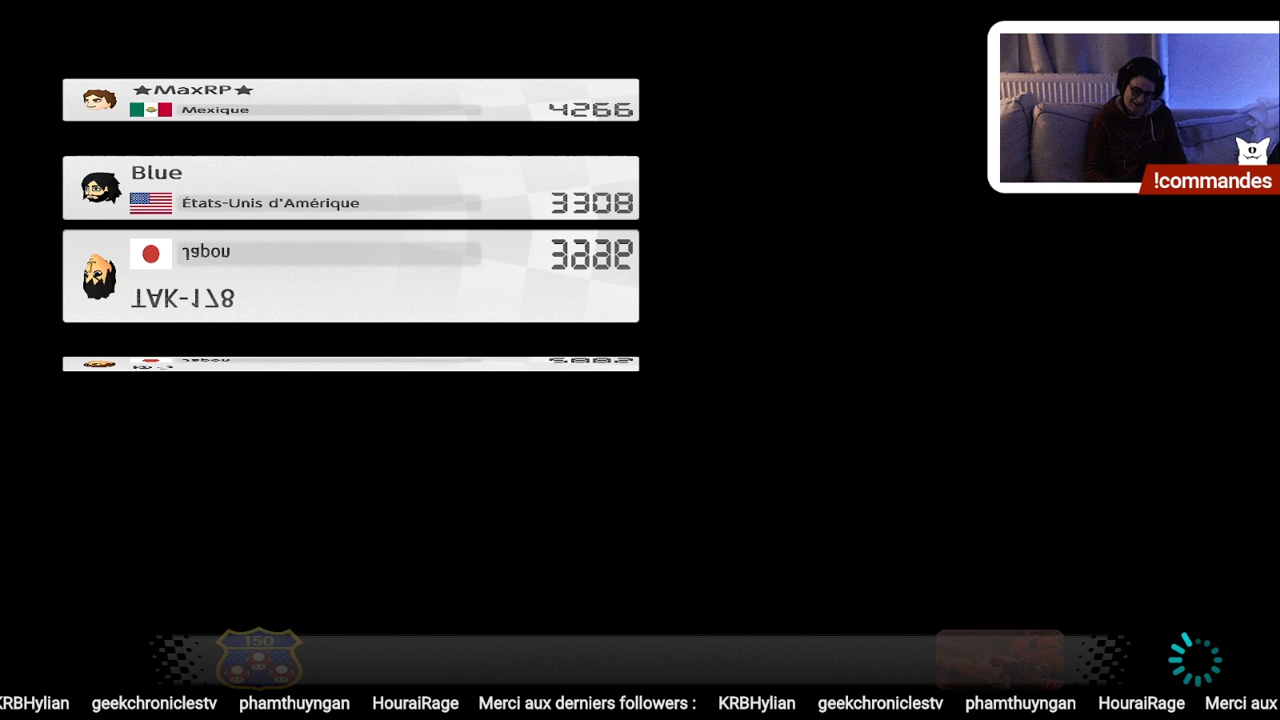 ★MaxRP★
Mexique
4266
Blue
États-Unis d'Amérique
3308
Japon
TAK-178
!commandes
150
KRBHylian geekchroniclestv phamthuyngan HouraiRage Merci aux derniers followers : KRBHylian geekchroniclestv phamthuyngan HouraiRage Merci aux